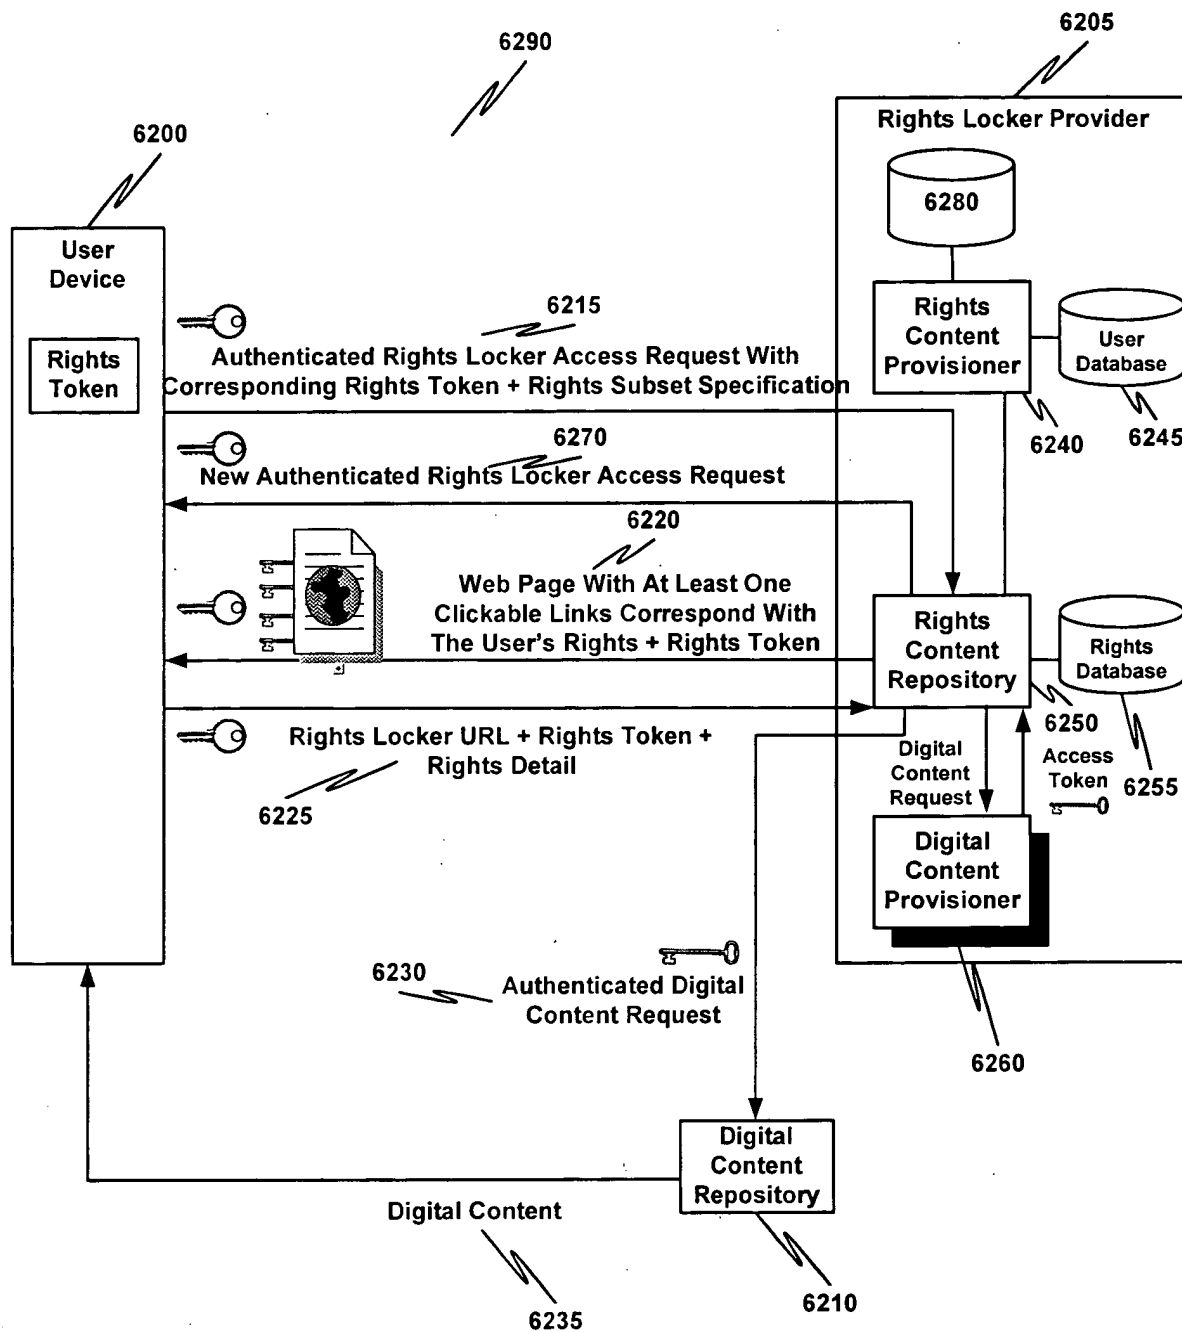 6290
6205
Rights Locker Provider
6200
6280
User
Device
Rights
Token
6215
Authenticated Rights Locker Access Request With
Corresponding Rights Token + Rights Subset Specification
Rights
Content
Provisioner
User
Database
6240
6245
6270
New Authenticated Rights Locker Access Request
6220
Web Page With At Least One
Clickable Links Correspond With
The User's Rights + Rights Token
Rights
Content
Repository
Rights
Database
6250
6255
Rights Locker URL + Rights Token +
Rights Detail
6225
Digital
Content
Request
Access
Token
Digital
Content
Provisioner
6260
6230
Authenticated Digital
Content Request
Digital
Content
Repository
6210
Digital Content
6235